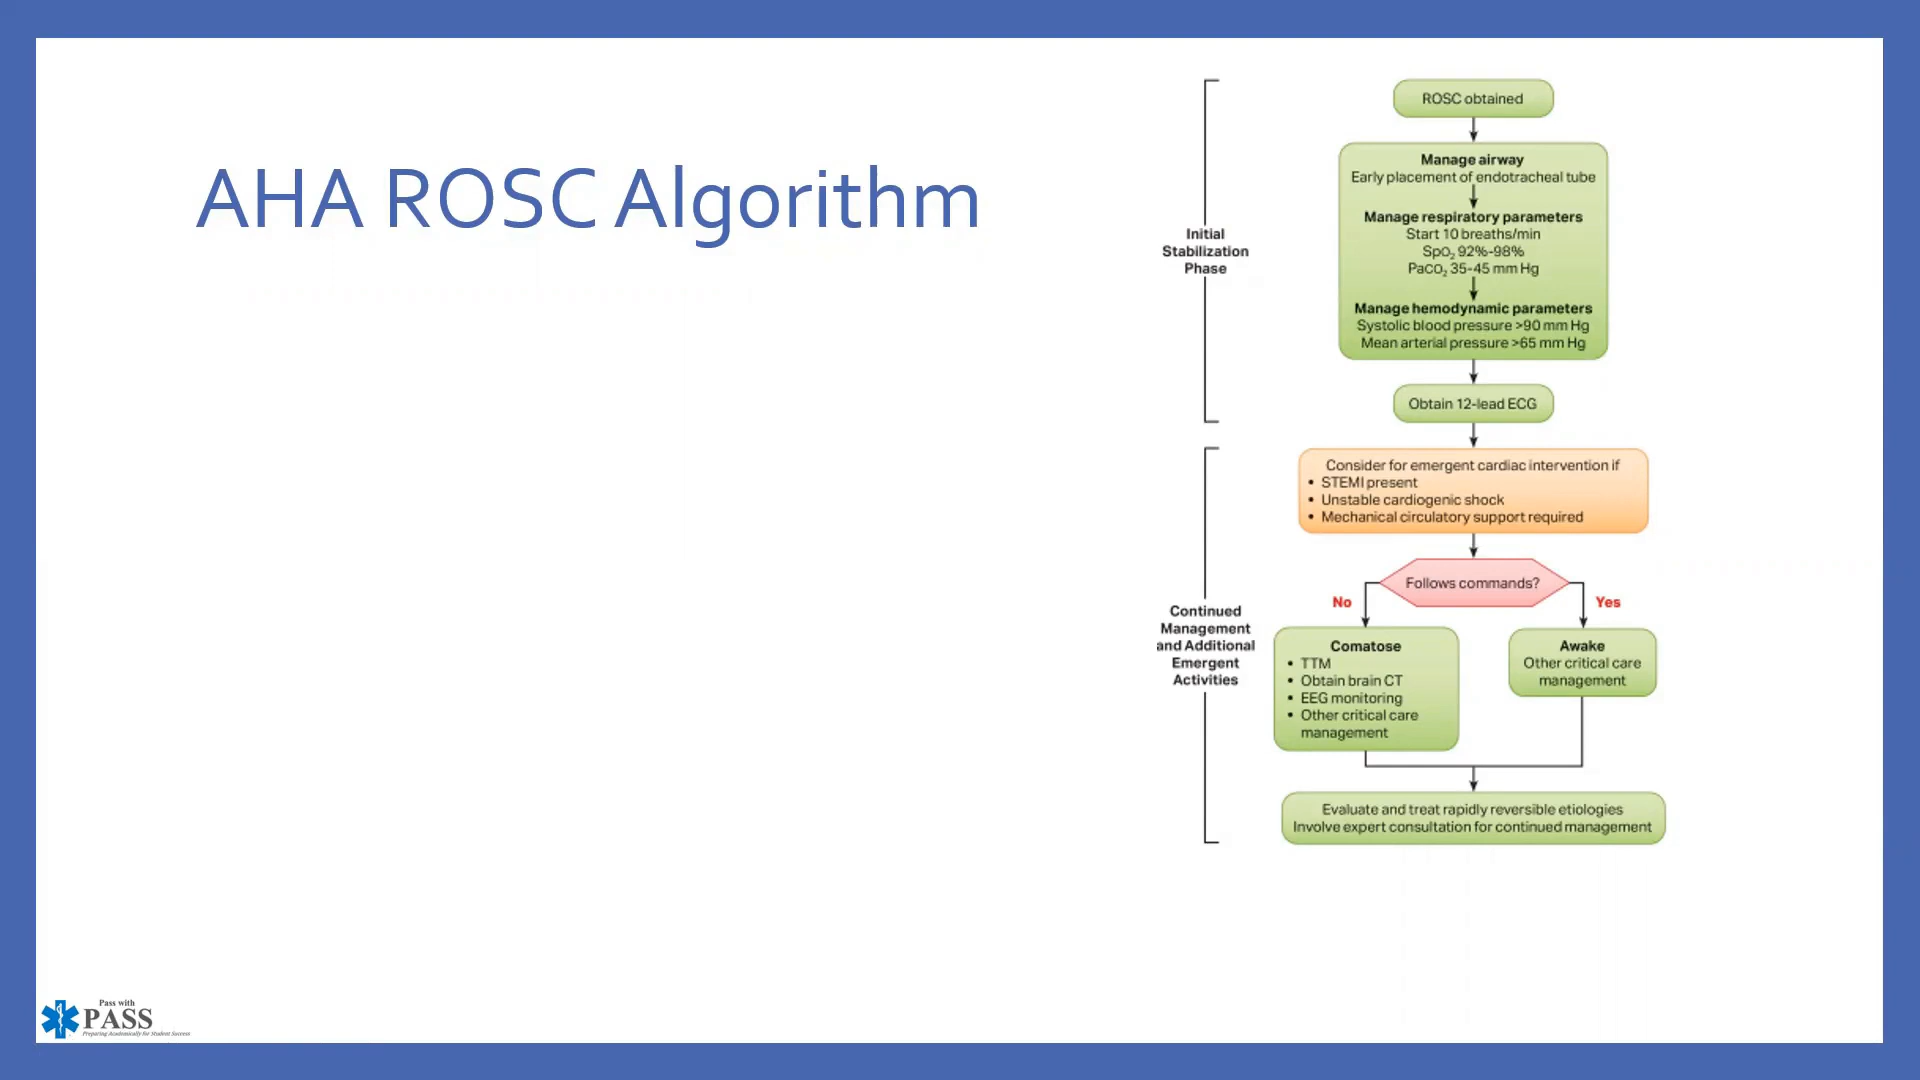 AHA ROSC Algorithm
Initial
Stabilization
Phase
ROSC obtained
Manage airway
Early placement of endotracheal tube
Manage respiratory parameters
Start 10 breaths/min
SpO₂ 92%-98%
PaCO₂ 35-45 mm Hg
Manage hemodynamic parameters
Systolic blood pressure >90 mm Hg
Mean arterial pressure >65 mm Hg
Obtain 12-lead ECG
Continued
Management
and Additional
Emergent
Activities
Consider for emergent cardiac intervention if
• STEMI present
• Unstable cardiogenic shock
• Mechanical circulatory support required
Follows commands?
No
Yes
Comatose
• TTM
• Obtain brain CT
• EEG monitoring
• Other critical care
management
Awake
Other critical care
management
Evaluate and treat rapidly reversible etiologies
Involve expert consultation for continued management
Pass with
PASS
Preparing Academically for Student Success